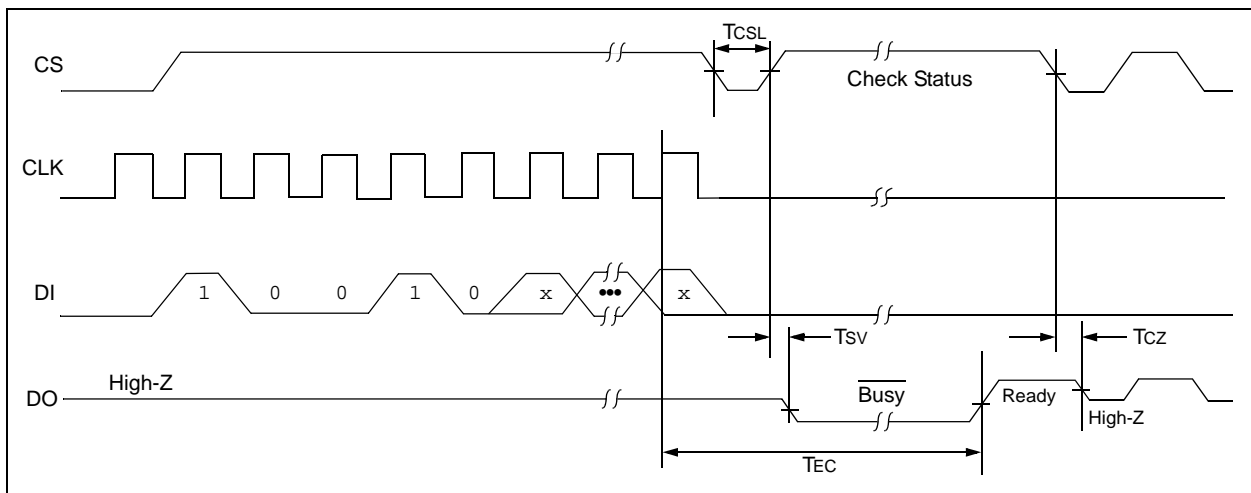 TCSL
CS
Check Status
CLK
DI
1 0 0 1 0 x ••• x
TSV
TCZ
High-Z
DO
Busy
Ready
High-Z
TEC